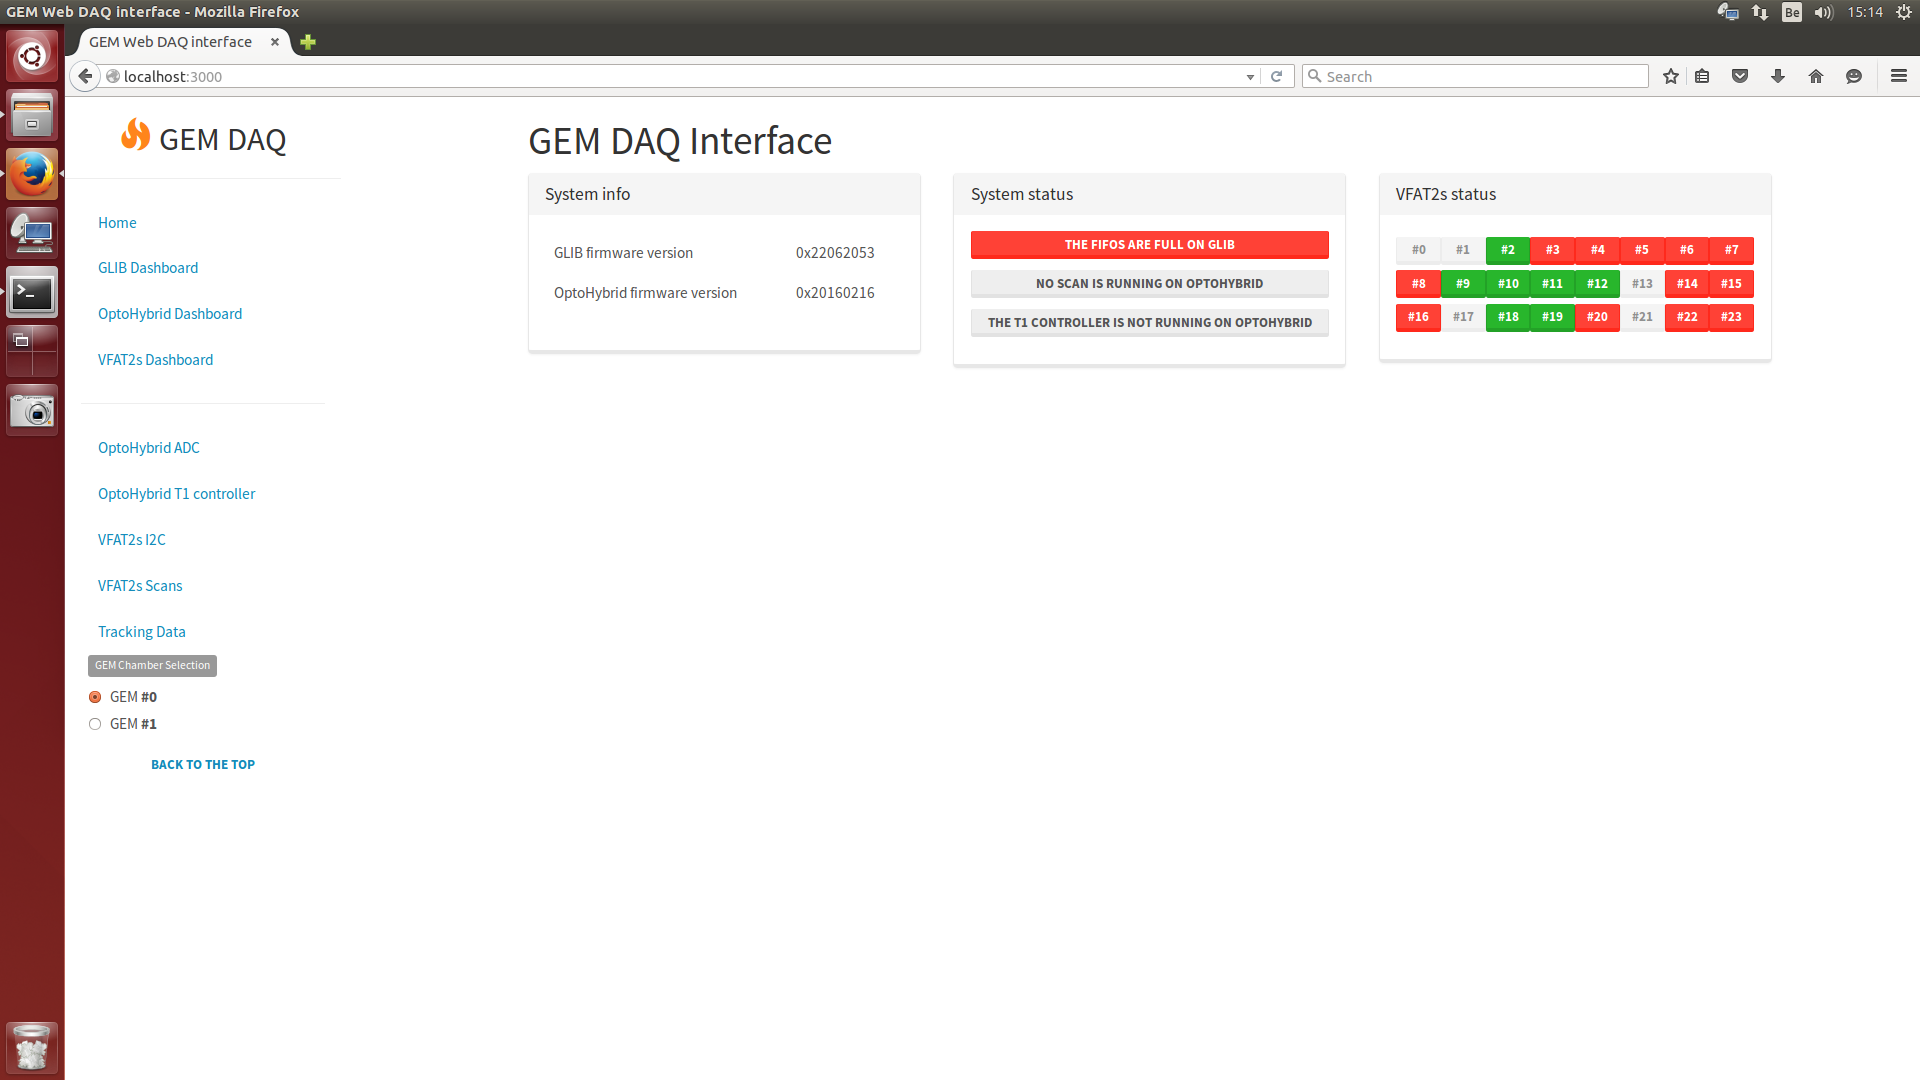 GEM Web DAQ interface - Mozilla Firefox
Be
15:14
GEM Web DAQ interface
localhost:3000
Search
GEM DAQ
Home
GLIB Dashboard
OptoHybrid Dashboard
VFAT2s Dashboard
OptoHybrid ADC
OptoHybrid T1 controller
VFAT2s I2C
VFAT2s Scans
Tracking Data
GEM Chamber Selection
GEM #0
GEM #1
BACK TO THE TOP
GEM DAQ Interface
System info
GLIB firmware version 0x22062053
OptoHybrid firmware version 0x20160216
System status
THE FIFOS ARE FULL ON GLIB
NO SCAN IS RUNNING ON OPTOHYBRID
THE T1 CONTROLLER IS NOT RUNNING ON OPTOHYBRID
VFAT2s status
#0 #1 #2 #3 #4 #5 #6 #7
#8 #9 #10 #11 #12 #13 #14 #15
#16 #17 #18 #19 #20 #21 #22 #23